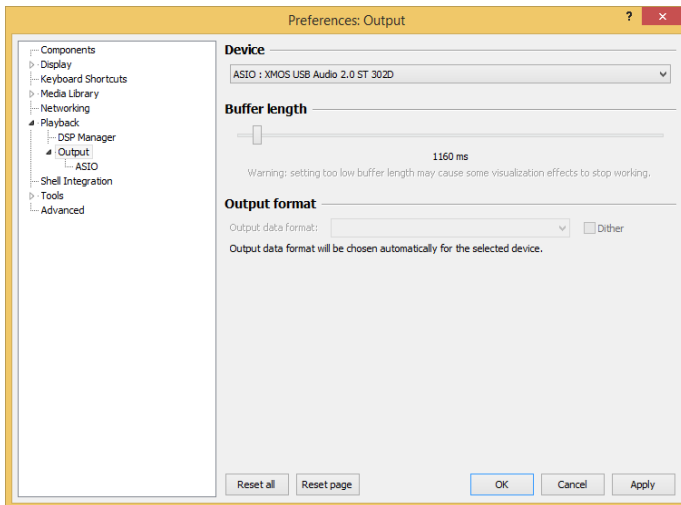 Preferences: Output
?
×
Components
Display
Keyboard Shortcuts
Media Library
Networking
Playback
DSP Manager
Output
ASIO
Shell Integration
Tools
Advanced
Device
ASIO : XMOS USB Audio 2.0 ST 302D
Buffer length
1160 ms
Warning: setting too low buffer length may cause some visualization effects to stop working.
Output format
Output data format:
Dither
Output data format will be chosen automatically for the selected device.
Reset all
Reset page
OK
Cancel
Apply